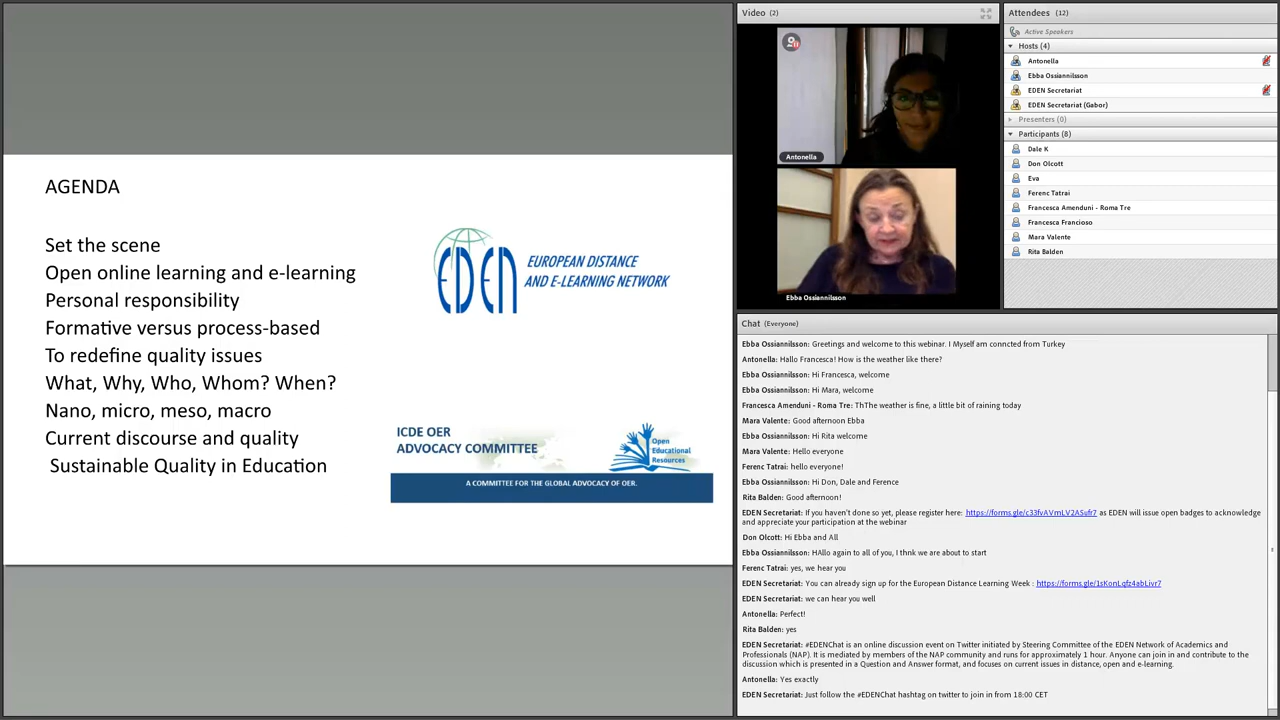 AGENDA
Set the scene
Open online learning and e-learning
Personal responsibility
Formative versus process-based
To redefine quality issues
What, Why, Who, Whom? When?
Nano, micro, meso, macro
Current discourse and quality
Sustainable Quality in Education
EDEN
EUROPEAN DISTANCE
AND E-LEARNING NETWORK
ICDE OER
ADVOCACY COMMITTEE
Open
Educational
Resources
A COMMITTEE FOR THE GLOBAL ADVOCACY OF OER.
Video (2)
Antonella
Ebba Ossiannilsson
Attendees (12)
Active Speakers
Hosts (4)
Antonella
Ebba Ossiannilsson
EDEN Secretariat
EDEN Secretariat (Gabor)
Presenters (0)
Participants (8)
Dale K
Don Olcott
Eva
Ferenc Tatrai
Francesca Amenduni - Roma Tre
Francesca Francioso
Mara Valente
Rita Balden
Chat (Everyone)
Ebba Ossiannilsson: Greetings and welcome to this webinar. I Myself am conncted from Turkey
Antonella: Hallo Francesca! How is the weather like there?
Ebba Ossiannilsson: Hi Francesca, welcome
Ebba Ossiannilsson: Hi Mara, welcome
Francesca Amenduni - Roma Tre: ThThe weather is fine, a little bit of raining today
Mara Valente: Good afternoon Ebba
Ebba Ossiannilsson: Hi Rita welcome
Mara Valente: Hello everyone
Ferenc Tatrai: hello everyone!
Ebba Ossiannilsson: Hi Don, Dale and Ference
Rita Balden: Good afternoon!
EDEN Secretariat: If you haven't done so yet, please register here: https://forms.gle/c33fvAVmLV2ASufr7 as EDEN will issue open badges to acknowledge
and appreciate your participation at the webinar
Don Olcott: Hi Ebba and All
Ebba Ossiannilsson: HAllo again to all of you, I thnk we are about to start
Ferenc Tatrai: yes, we hear you
EDEN Secretariat: You can already sign up for the European Distance Learning Week : https://forms.gle/1sKonLqfz4abLivr7
EDEN Secretariat: we can hear you well
Antonella: Perfect!
Rita Balden: yes
EDEN Secretariat: #EDENChat is an online discussion event on Twitter initiated by Steering Committee of the EDEN Network of Academics and
Professionals (NAP). It is mediated by members of the NAP community and runs for approximately 1 hour. Anyone can join in and contribute to the
discussion which is presented in a Question and Answer format, and focuses on current issues in distance, open and e-learning.
Antonella: Yes exactly
EDEN Secretariat: Just follow the #EDENChat hashtag on twitter to join in from 18:00 CET